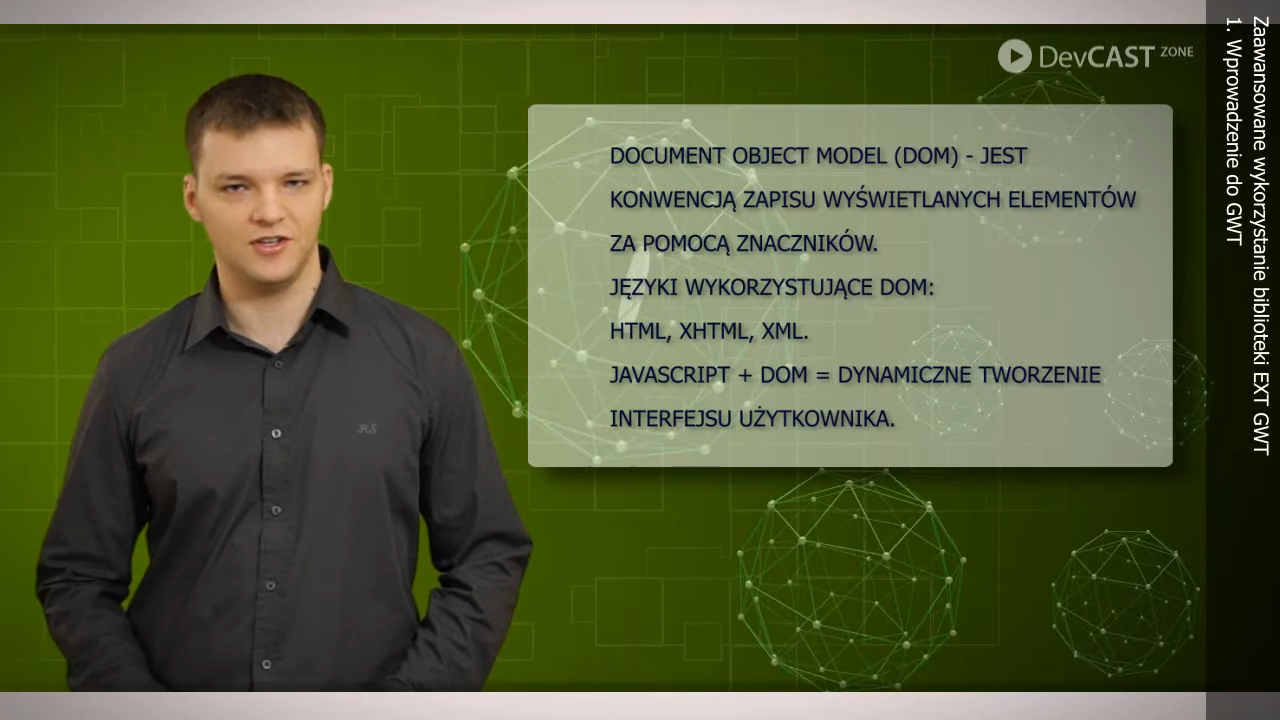 DevCAST ZONE
DOCUMENT OBJECT MODEL (DOM) - JEST
KONWENCJĄ ZAPISU WYŚWIETLANYCH ELEMENTÓW
ZA POMOCĄ ZNACZNIKÓW.
JĘZYKI WYKORZYSTUJĄCE DOM:
HTML, XHTML, XML.
JAVASCRIPT + DOM = DYNAMICZNE TWORZENIE
INTERFEJSU UŻYTKOWNIKA.
Zaawansowane wykorzystanie biblioteki EXT GWT
1. Wprowadzenie do GWT